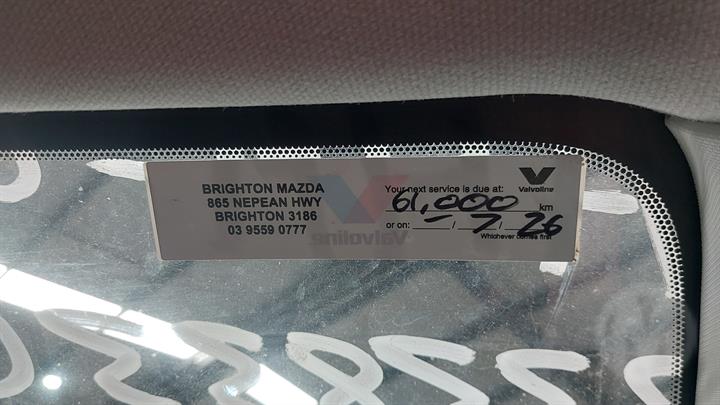 BRIGHTON MAZDA
865 NEPEAN HWY
BRIGHTON 3186
03 9559 0777
Your next service is due at:
61,000 km
or on: - / 7 / 26
Whichever comes first
Valvoline
Valvoline